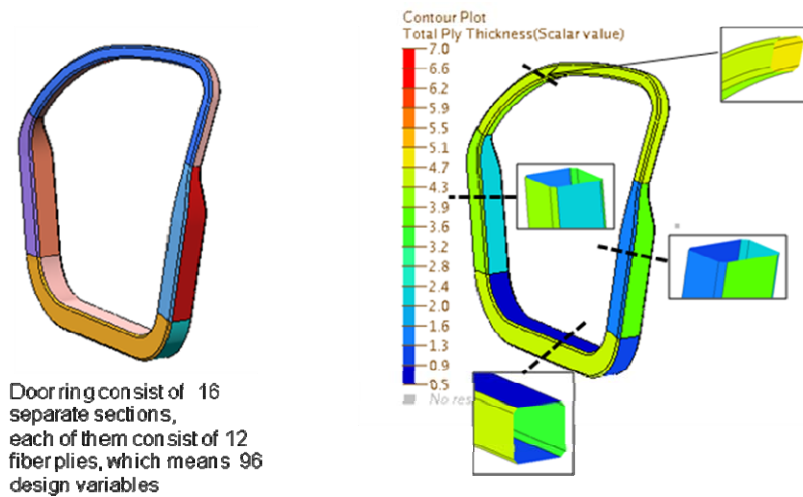 Contour Plot
Total Ply Thickness(Scalar value)
7.0
6.6
6.2
5.9
5.5
5.1
4.7
4.3
3.9
3.6
3.2
2.8
2.4
2.0
1.6
1.3
0.9
0.5
No res
Door ring consist of 16
separate sections,
each of them consist of 12
fiber plies, which means 96
design variables